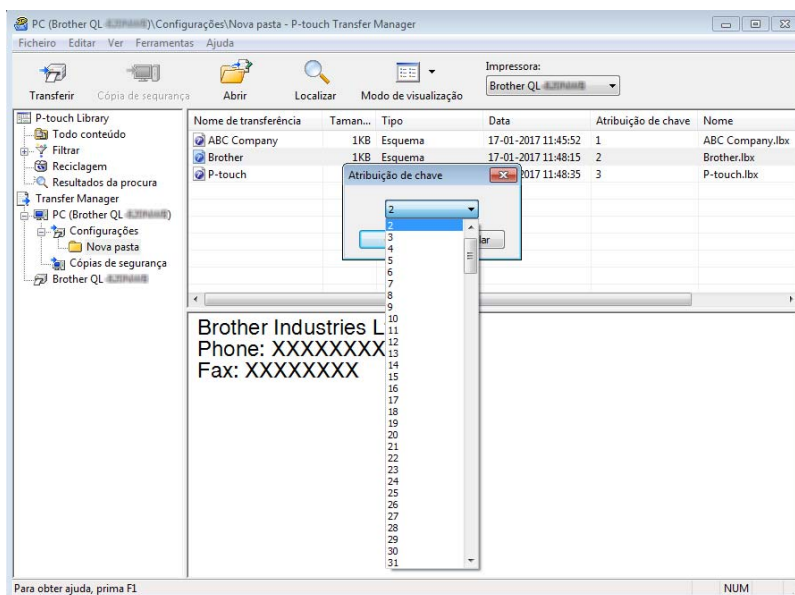 PC (Brother QL )\Configurações\Nova pasta - P-touch Transfer Manager
Ficheiro Editar Ver Ferramentas Ajuda
Transferir
Cópia de segurança
Abrir
Localizar
Modo de visualização
Impressora:
Brother QL
P-touch Library
Todo conteúdo
Filtrar
Reciclagem
Resultados da procura
Transfer Manager
PC (Brother QL )
Configurações
Nova pasta
Cópias de segurança
Brother QL
Nome de transferência Taman... Tipo Data Atribuição de chave Nome
ABC Company 1KB Esquema 17-01-2017 11:45:52 1 ABC Company.lbx
Brother 1KB Esquema 17-01-2017 11:48:15 2 Brother.lbx
P-touch 2017 11:48:35 3 P-touch.lbx
Atribuição de chave
2
lar
2
3
4
5
6
7
8
9
10
11
12
13
14
15
16
17
18
19
20
21
22
23
24
25
26
27
28
29
30
31
Brother Industries L
Phone: XXXXXXXX
Fax: XXXXXXXX
Para obter ajuda, prima F1
NUM